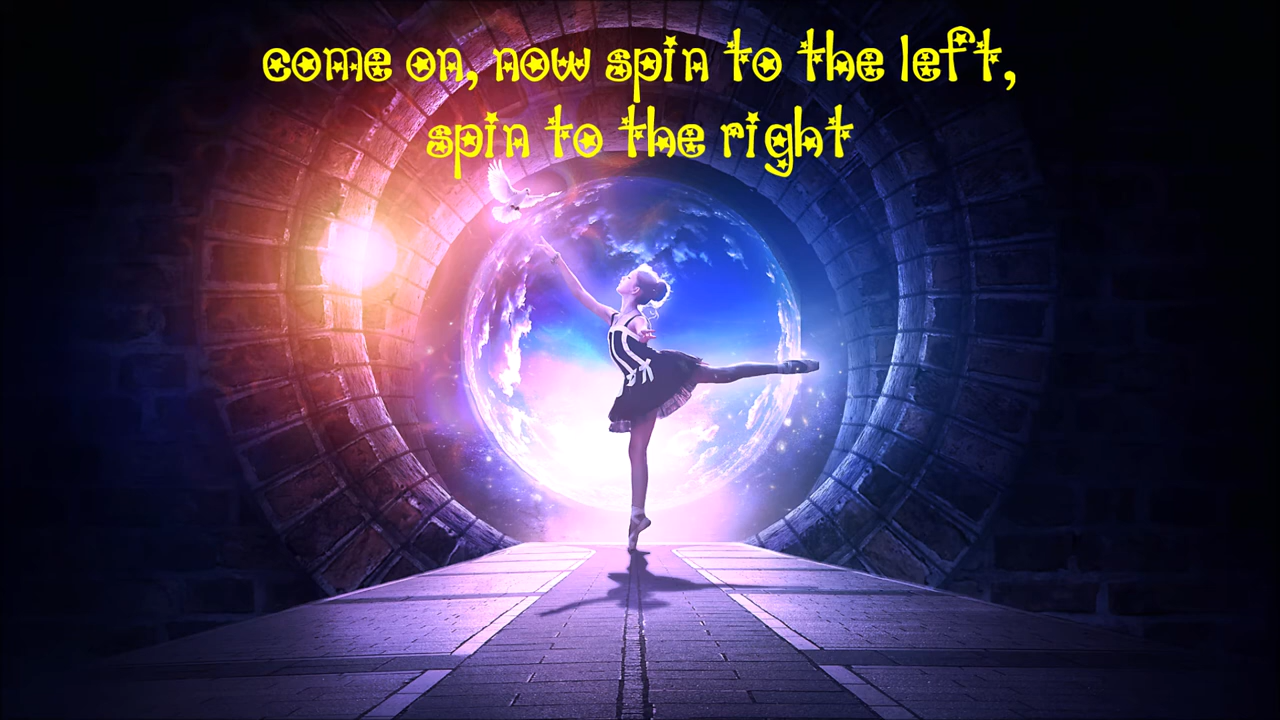 come on, now spin to the left,
spin to the right